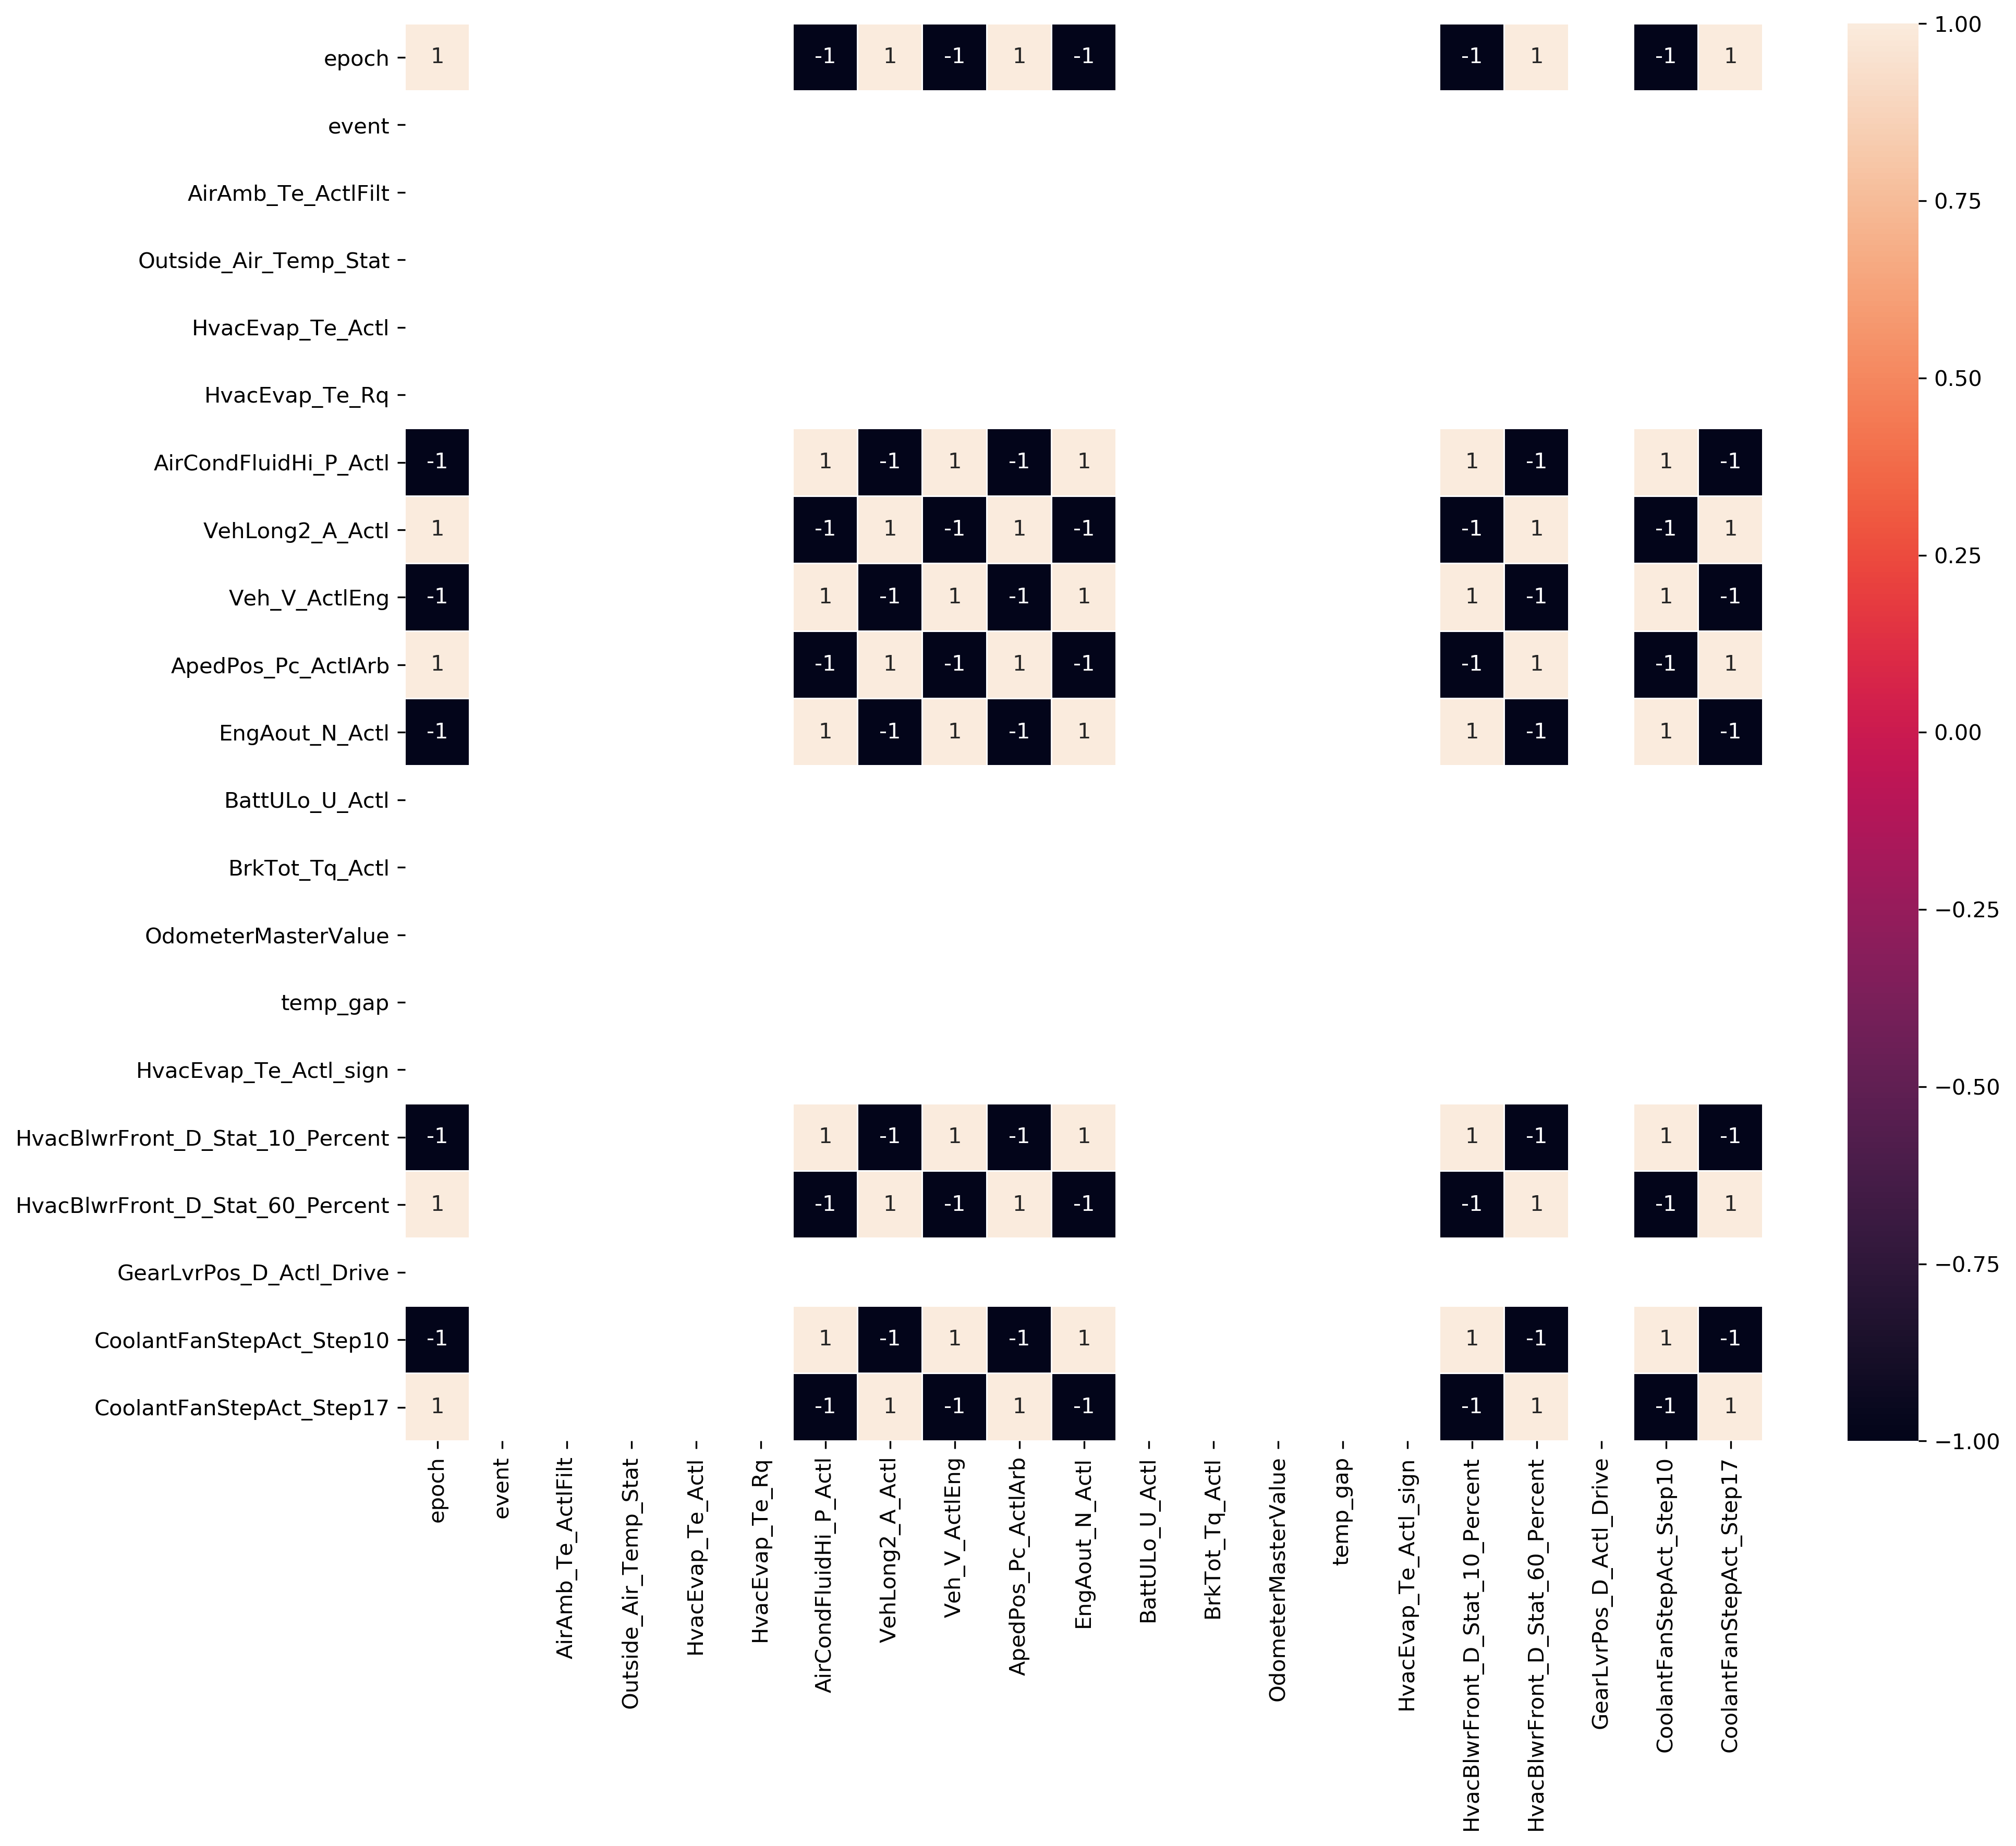 epoch 1 -1 1 -1 1 -1 -1 1 -1 1
event
AirAmb_Te_ActlFilt
Outside_Air_Temp_Stat
HvacEvap_Te_Actl
HvacEvap_Te_Rq
AirCondFluidHi_P_Actl -1 1 -1 1 -1 1 1 -1 1 -1
VehLong2_A_Actl 1 -1 1 -1 1 -1 -1 1 -1 1
Veh_V_ActlEng -1 1 -1 1 -1 1 1 -1 1 -1
ApedPos_Pc_ActlArb 1 -1 1 -1 1 -1 -1 1 -1 1
EngAout_N_Actl -1 1 -1 1 -1 1 1 -1 1 -1
BattULo_U_Actl
BrkTot_Tq_Actl
OdometerMasterValue
temp_gap
HvacEvap_Te_Actl_sign
HvacBlwrFront_D_Stat_10_Percent -1 1 -1 1 -1 1 1 -1 1 -1
HvacBlwrFront_D_Stat_60_Percent 1 -1 1 -1 1 -1 -1 1 -1 1
GearLvrPos_D_Actl_Drive
CoolantFanStepAct_Step10 -1 1 -1 1 -1 1 1 -1 1 -1
CoolantFanStepAct_Step17 1 -1 1 -1 1 -1 -1 1 -1 1
epoch
event
AirAmb_Te_ActlFilt
Outside_Air_Temp_Stat
HvacEvap_Te_Actl
HvacEvap_Te_Rq
AirCondFluidHi_P_Actl
VehLong2_A_Actl
Veh_V_ActlEng
ApedPos_Pc_ActlArb
EngAout_N_Actl
BattULo_U_Actl
BrkTot_Tq_Actl
OdometerMasterValue
temp_gap
HvacEvap_Te_Actl_sign
HvacBlwrFront_D_Stat_10_Percent
HvacBlwrFront_D_Stat_60_Percent
GearLvrPos_D_Actl_Drive
CoolantFanStepAct_Step10
CoolantFanStepAct_Step17
1.00
0.75
0.50
0.25
0.00
−0.25
−0.50
−0.75
−1.00